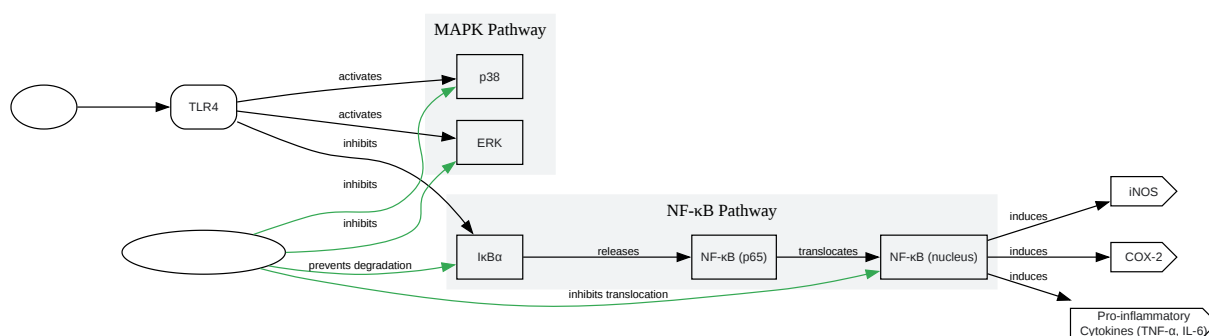 MAPK Pathway
p38
activates
TLR4
activates
ERK
inhibits
inhibits
inhibits
iNOS
NF-κB Pathway
induces
IκBα
releases
NF-κB (p65)
translocates
NF-κB (nucleus)
induces
COX-2
prevents degradation
induces
inhibits translocation
Pro-inflammatory
Cytokines (TNF-α, IL-6)